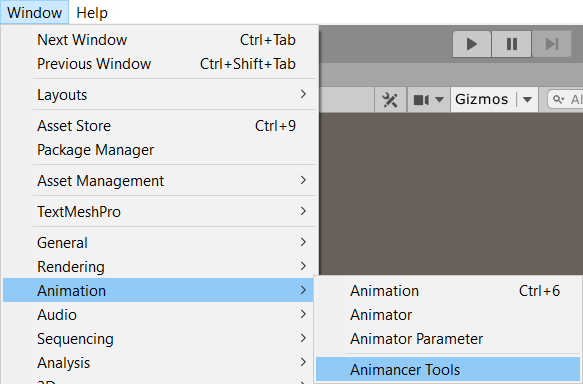 Window Help
Next Window Ctrl+Tab
Previous Window Ctrl+Shift+Tab
Layouts
Gizmos
Asset Store Ctrl+9
Package Manager
Asset Management
TextMeshPro
General
Rendering
Animation
Audio
Sequencing
Analysis
Animation Ctrl+6
Animator
Animator Parameter
Animancer Tools